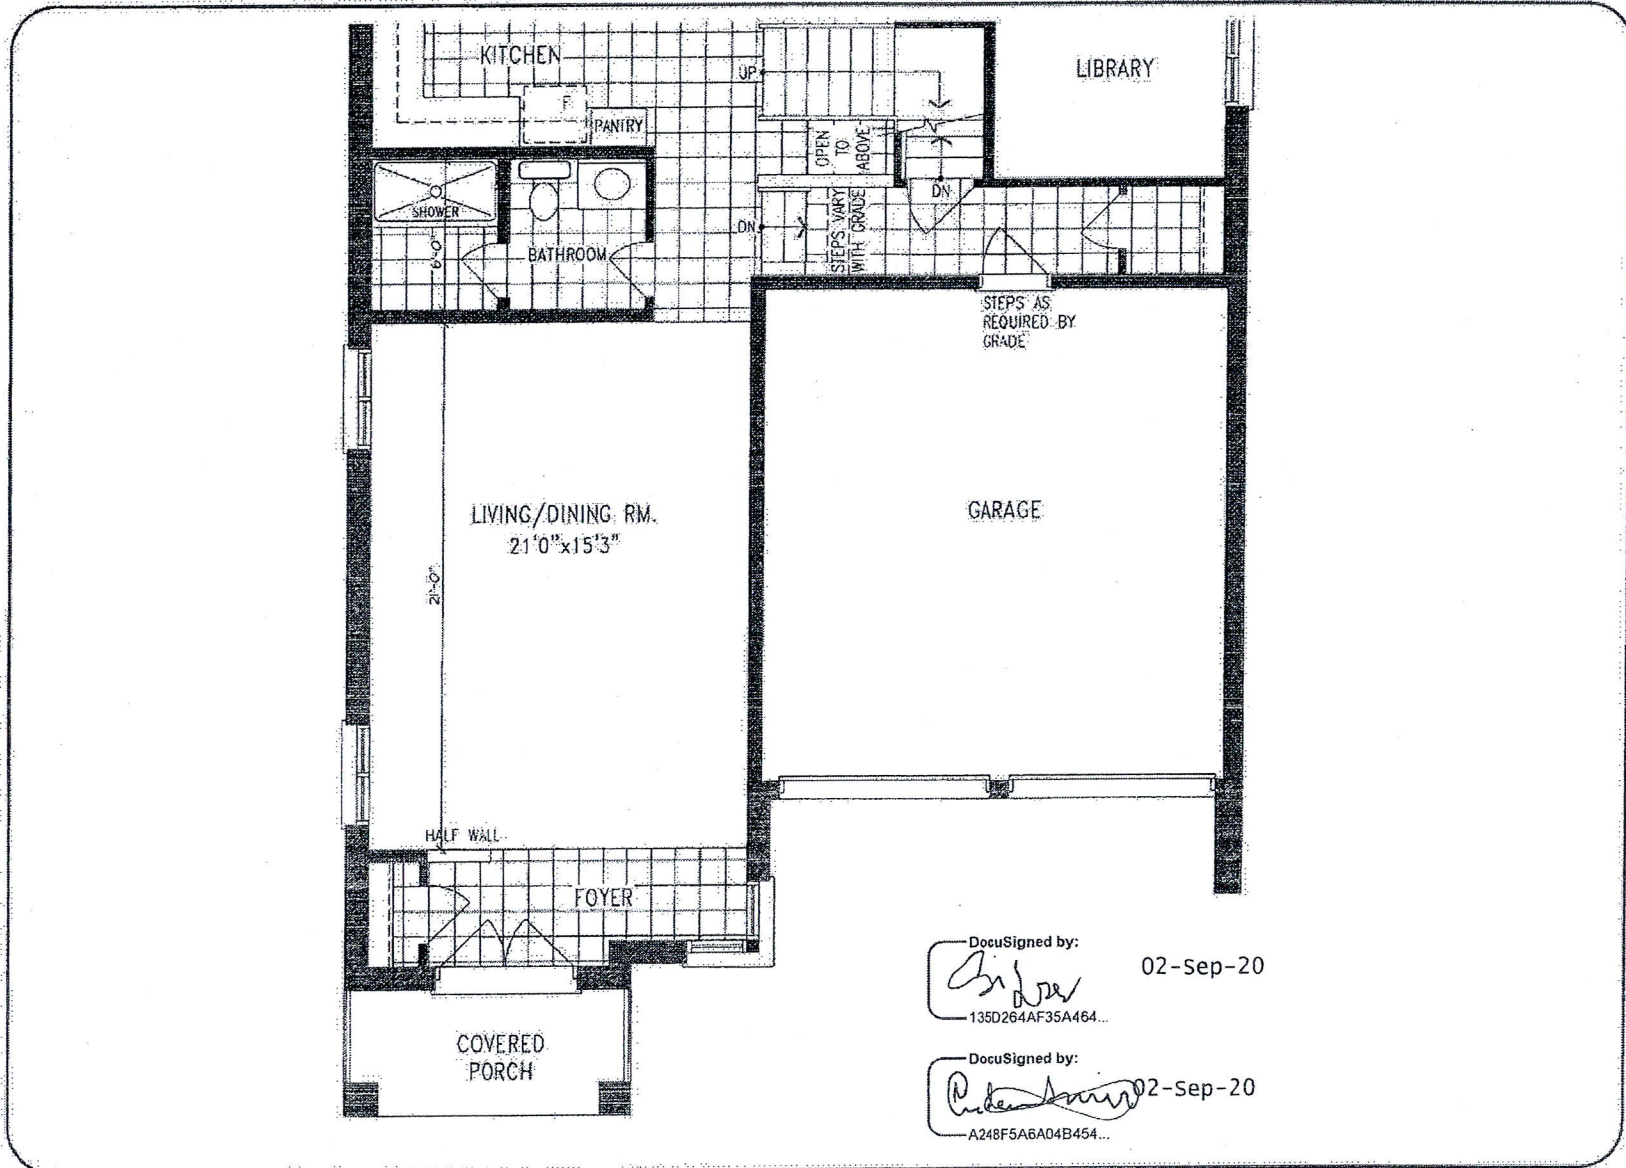 KITCHEN
UP
LIBRARY
F
PANTRY
OPEN
TO
ABOVE
SHOWER
DN
DN
STEPS VARY
WITH GRADE
BATHROOM
6'-0"
STEPS AS
REQUIRED BY
GRADE
LIVING/DINING RM.
21'0"x15'3"
GARAGE
21'-0"
HALF WALL
FOYER
COVERED
PORCH
DocuSigned by:
02-Sep-20
135D264AF35A464...
DocuSigned by:
02-Sep-20
A248F5A6A04B454...